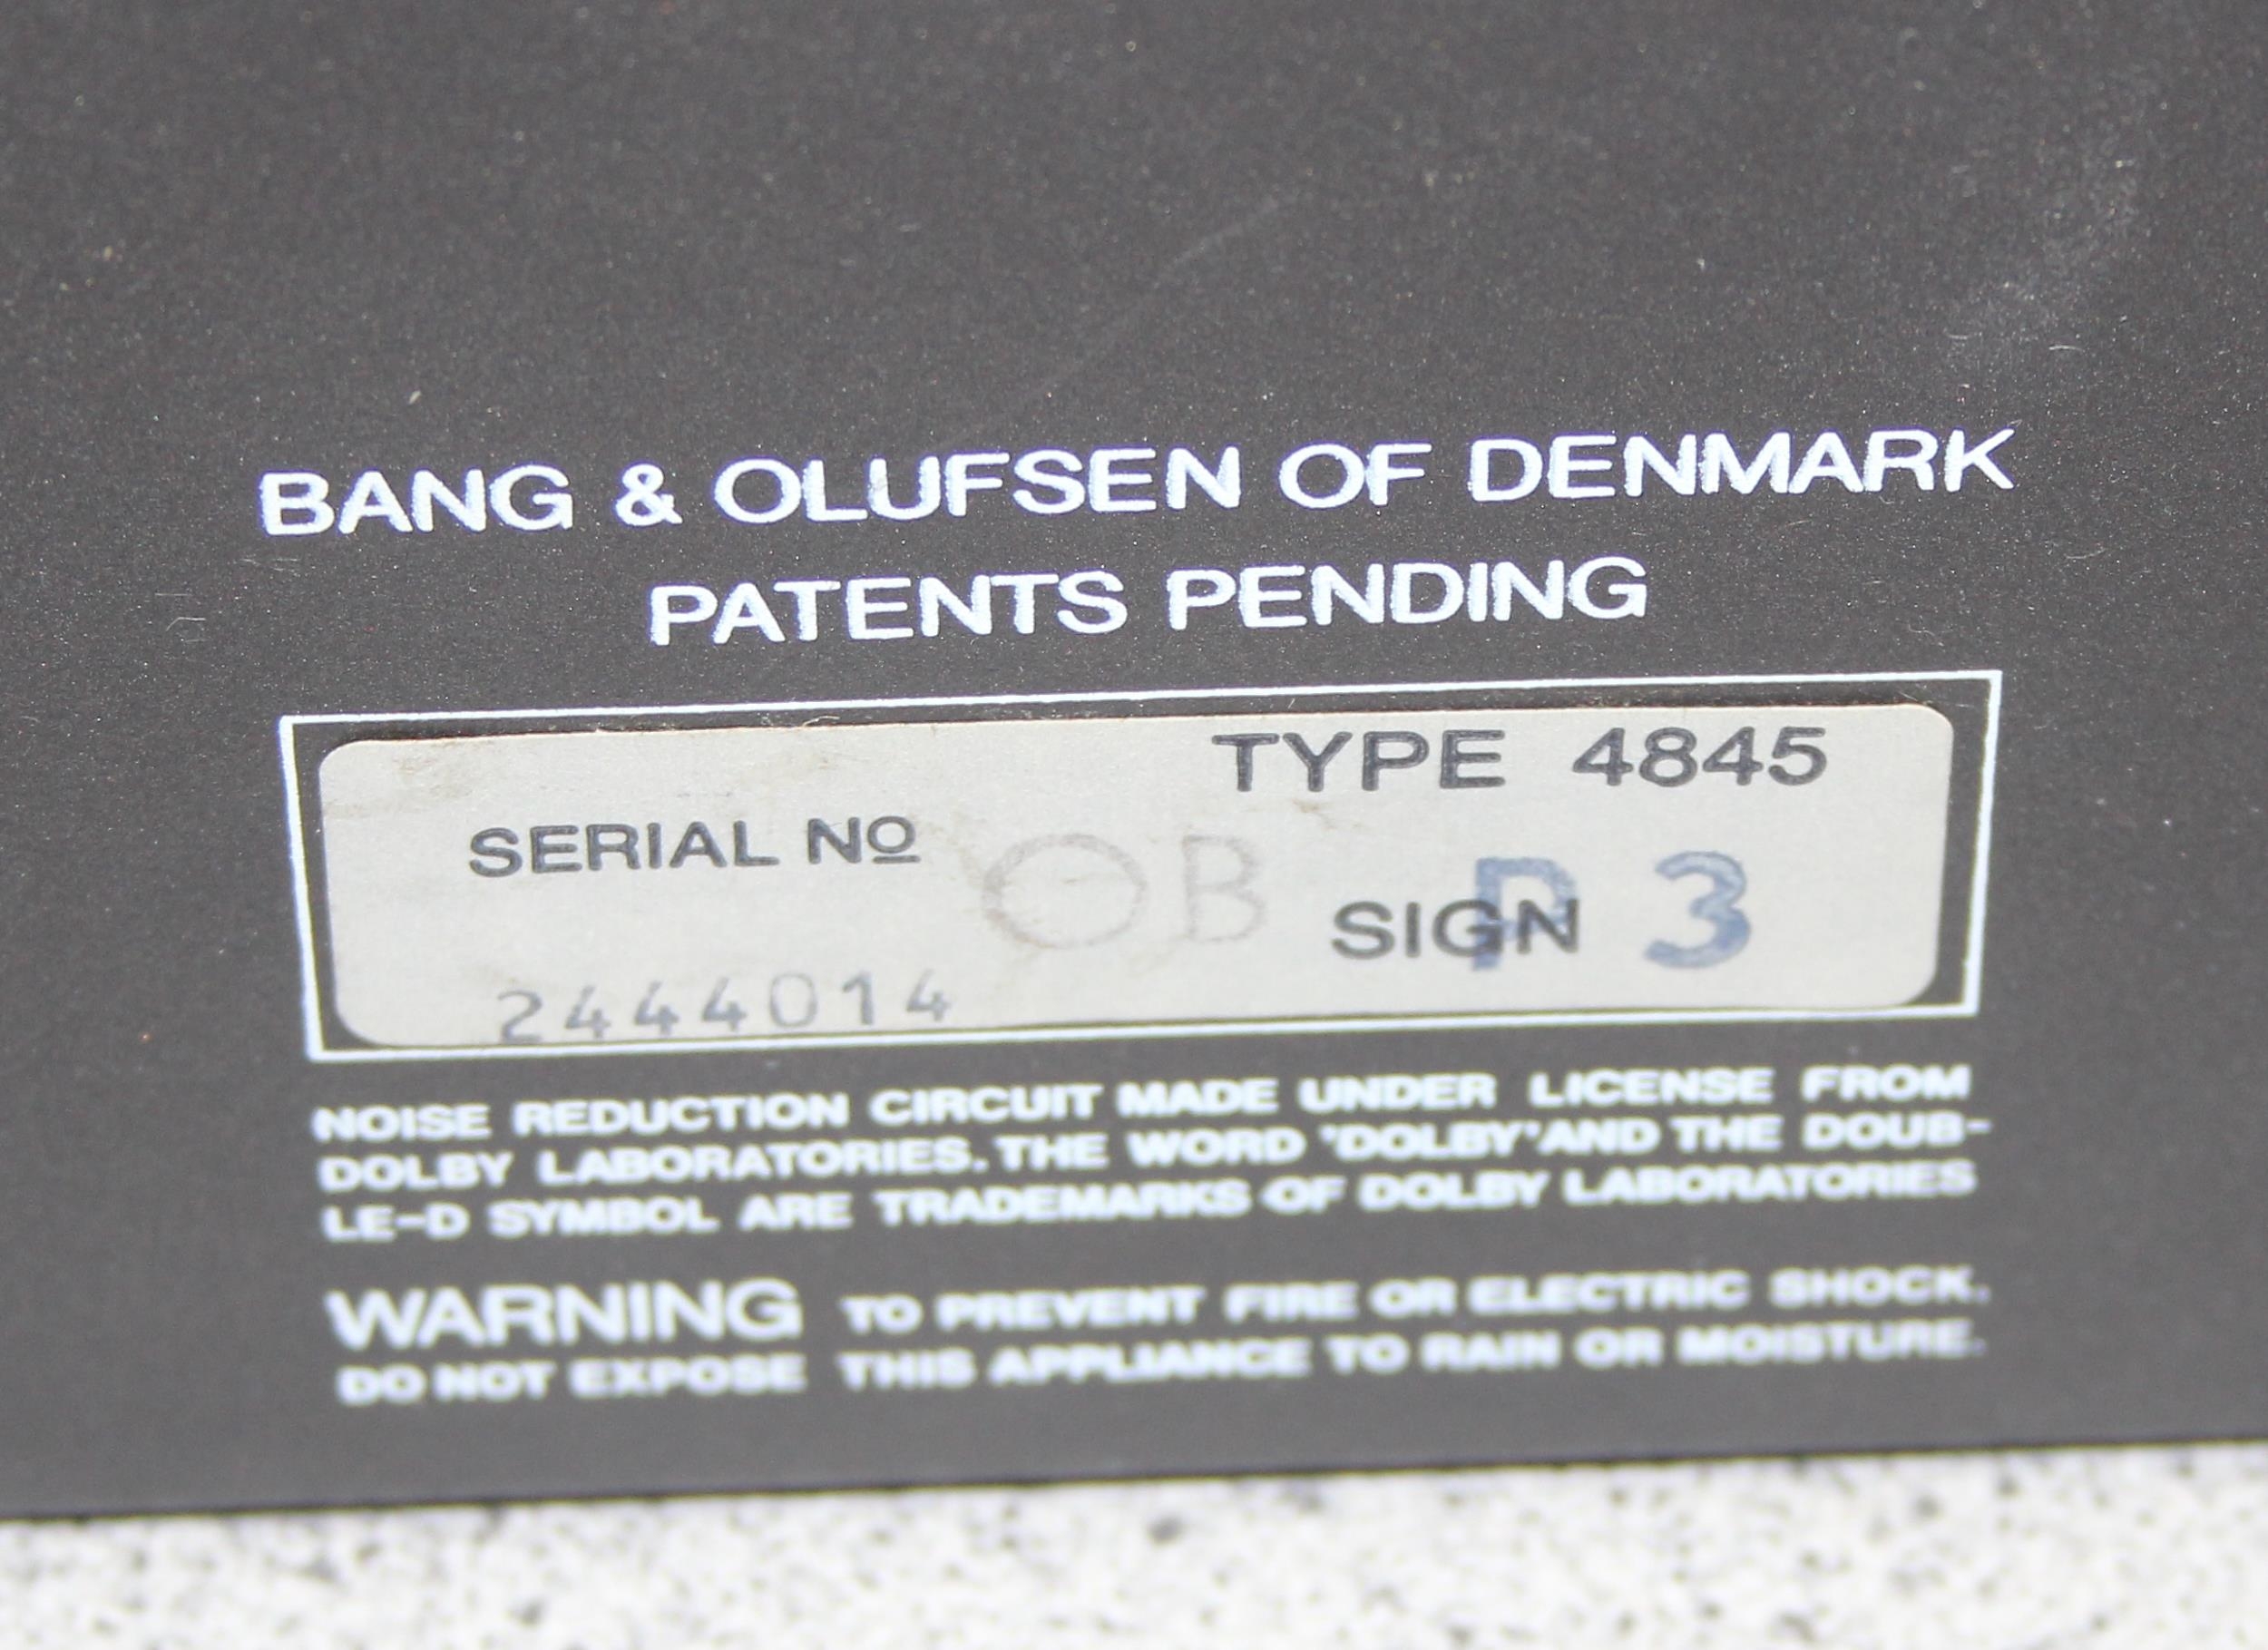 BANG & OLUFSEN OF DENMARK
PATENTS PENDING
TYPE 4845
SERIAL Nº
OB
SIGN P 3
2444014
NOISE REDUCTION CIRCUIT MADE UNDER LICENSE FROM
DOLBY LABORATORIES. THE WORD 'DOLBY' AND THE DOUB-
LE-D SYMBOL ARE TRADEMARKS OF DOLBY LABORATORIES
WARNING TO PREVENT FIRE OR ELECTRIC SHOCK.
DO NOT EXPOSE THIS APPLIANCE TO RAIN OR MOISTURE.